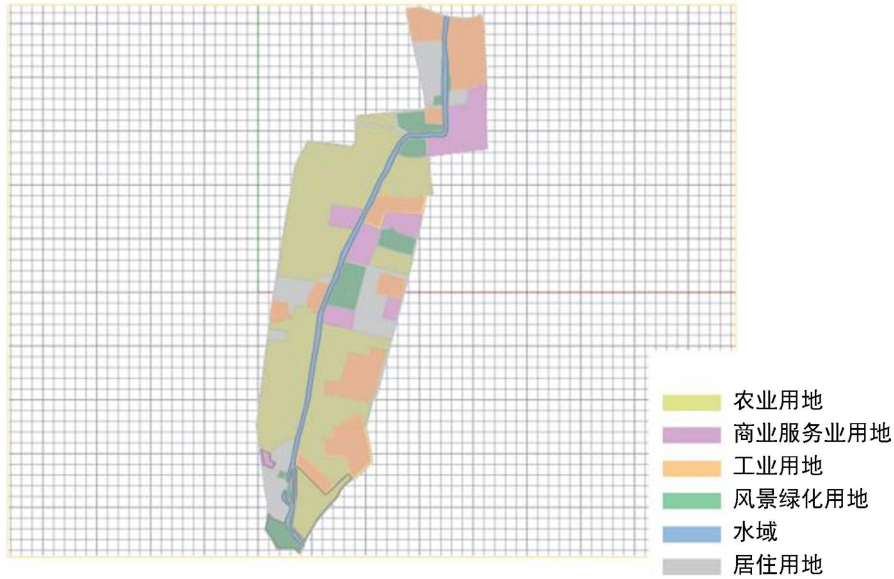 农业用地
商业服务业用地
工业用地
风景绿化用地
水域
居住用地